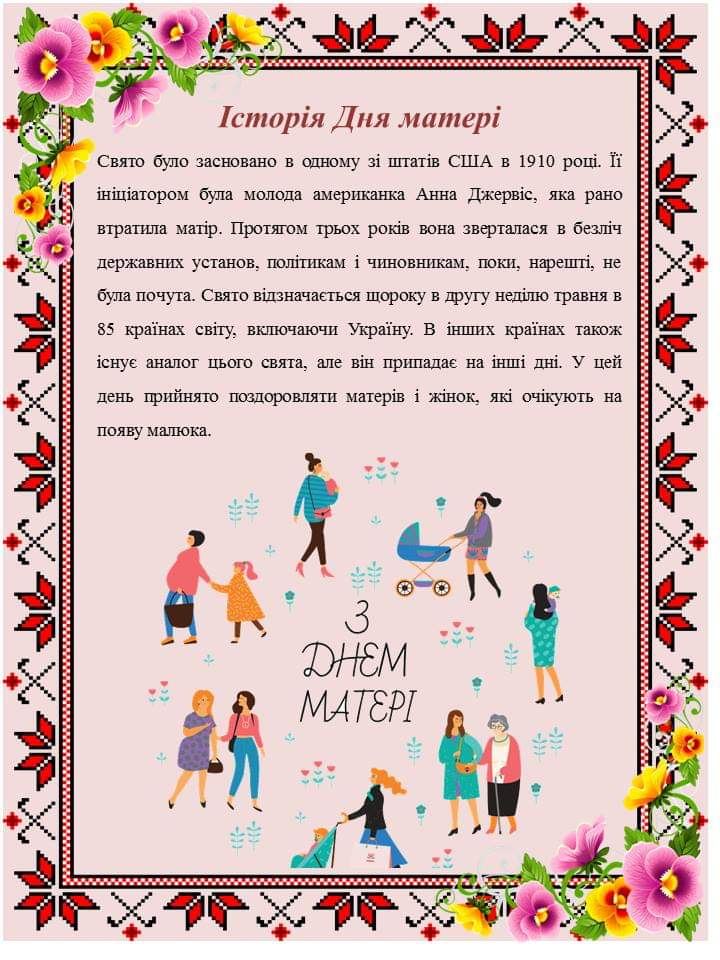 Історія Дня матері
Свято було засновано в одному зі штатів США в 1910 році. Її
ініціатором була молода американка Анна Джервіс, яка рано
втратила матір. Протягом трьох років вона зверталася в безліч
державних установ, політикам і чиновникам, поки, нарешті, не
була почута. Свято відзначається щороку в другу неділю травня в
85 країнах світу, включаючи Україну. В інших країнах також
існує аналог цього свята, але він припадає на інші дні. У цей
день прийнято поздоровляти матерів і жінок, які очікують на
появу малюка.
З
ДНЕМ
МАТЕРІ